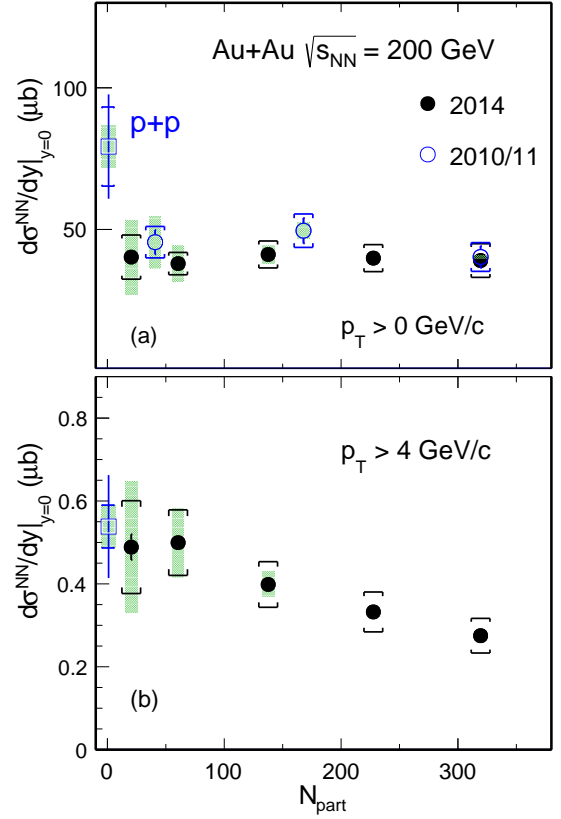 (a)
Au+Au √s_NN = 200 GeV
2014
2010/11
p+p
p_T > 0 GeV/c
dσ^NN/dy|_y=0 (μb)
100
50
(b)
p_T > 4 GeV/c
dσ^NN/dy|_y=0 (μb)
0.8
0.6
0.4
0.2
0
0 100 200 300
N_part